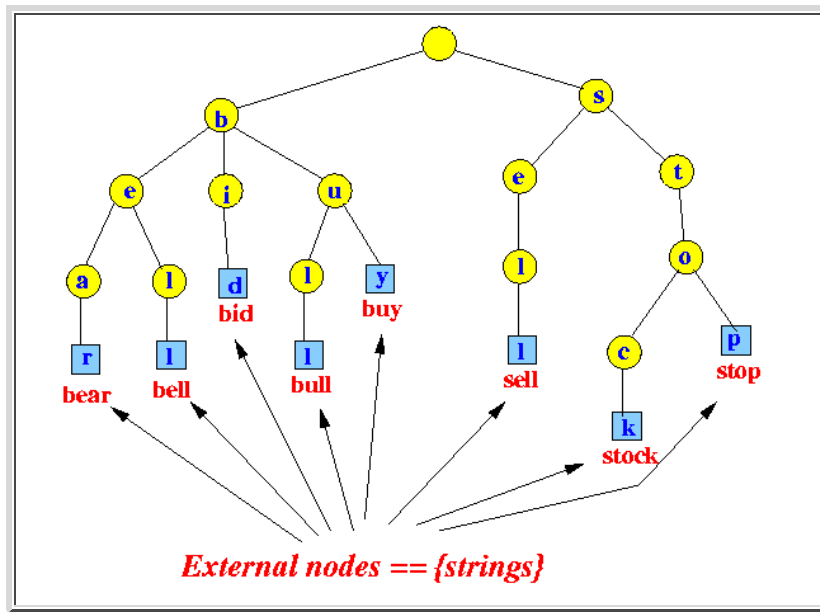 s
b
e i u e t
a l d l y l o
bid buy
r l l l c p
bear bell bull sell stop
k
stock
External nodes == {strings}